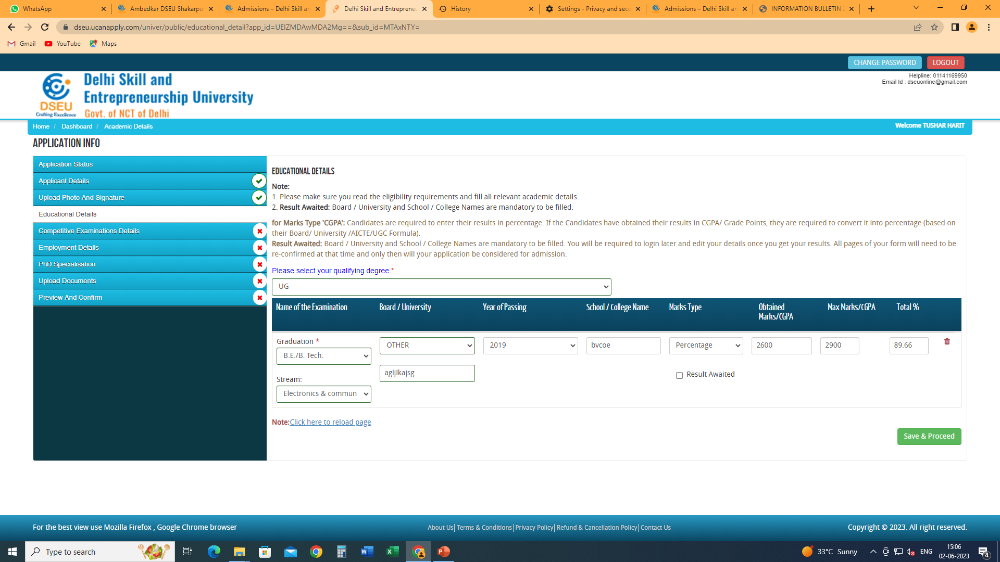 WhatsApp
Ambedkar DSEU Shakarpu
Admissions – Delhi Skill an
Delhi Skill and Entrepreneu
History
Settings - Privacy and secu
Admissions – Delhi Skill an
INFORMATION BULLETIN
dseu.ucanapply.com/univer/public/educational_detail?app_id=UElZMDAwMDA2Mg==&sub_id=MTAxNTY=
Gmail
YouTube
Maps
CHANGE PASSWORD
LOGOUT
Helpline: 01141169950
Email Id : dseuonline@gmail.com
DSEU
Crafting Excellence
Delhi Skill and
Entrepreneurship University
Govt. of NCT of Delhi
Home / Dashboard / Academic Details
Welcome TUSHAR HARIT
APPLICATION INFO
Application Status
Applicant Details
Upload Photo And Signature
Educational Details
Competitive Examinations Details
Employment Details
PhD Specialisation
Upload Documents
Preview And Confirm
EDUCATIONAL DETAILS
Note:
1. Please make sure you read the eligibility requirements and fill all relevant academic details.
2. Result Awaited: Board / University and School / College Names are mandatory to be filled.
for Marks Type 'CGPA': Candidates are required to enter their results in percentage. If the Candidates have obtained their results in CGPA/ Grade Points, they are required to convert it into percentage (based on
their Board/ University /AICTE/UGC Formula).
Result Awaited: Board / University and School / College Names are mandatory to be filled. You will be required to login later and edit your details once you get your results. All pages of your form will need to be
re-confirmed at that time and only then will your application be considered for admission.
Please select your qualifying degree *
UG
Name of the Examination
Board / University
Year of Passing
School / College Name
Marks Type
Obtained
Marks/CGPA
Max Marks/CGPA
Total %
Graduation *
B.E./B. Tech.
OTHER
2019
bvcoe
Percentage
2600
2900
89.66
agljlkajsg
Result Awaited
Stream:
Electronics & commun
Note:Click here to reload page
Save & Proceed
For the best view use Mozilla Firefox , Google Chrome browser
About Us| Terms & Conditions| Privacy Policy| Refund & Cancellation Policy| Contact Us
Copyright © 2023. All right reserved.
Type to search
33°C Sunny
ENG
15:06
02-06-2023
4